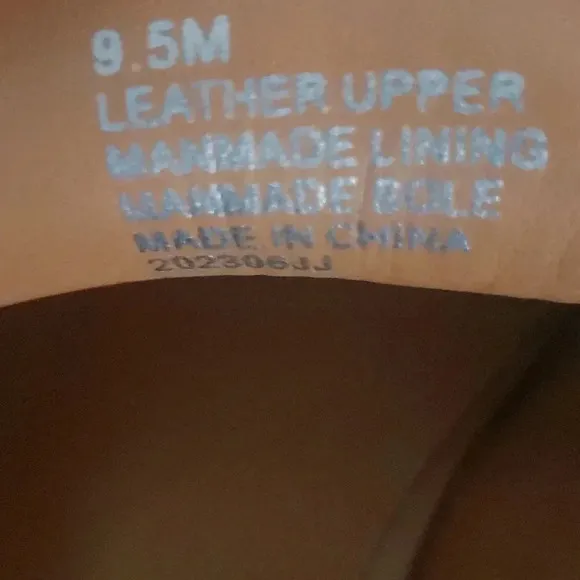 9.5M
LEATHER UPPER
MANMADE LINING
MANMADE SOLE
MADE IN CHINA
202306JJ